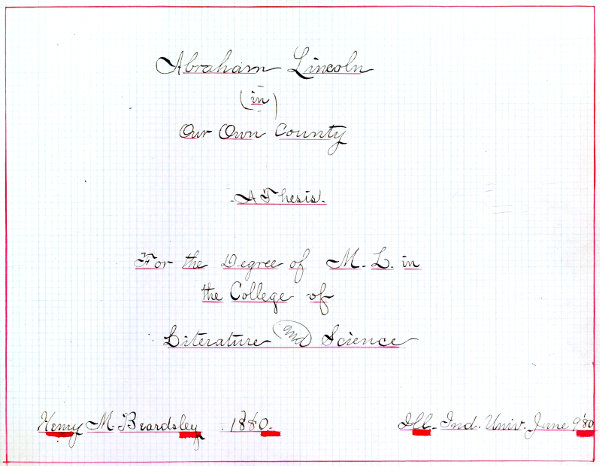 Abraham Lincoln
(in)
Our Own County
A Thesis.
For the Degree of M. L. in
the College of
Literature and Science
Henry M Beardsley 1880.
Ill. Ind. Univ. June 9 '80